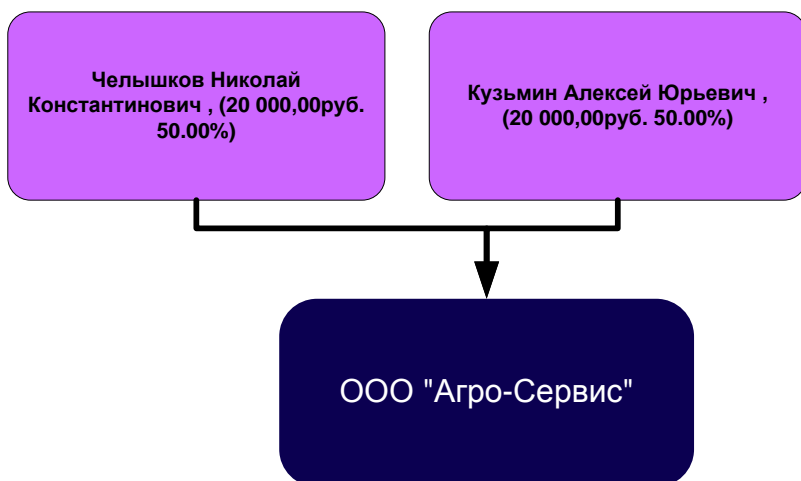 Челышков Николай
Константинович , (20 000,00руб.
50.00%)
Кузьмин Алексей Юрьевич ,
(20 000,00руб. 50.00%)
ООО "Агро-Сервис"